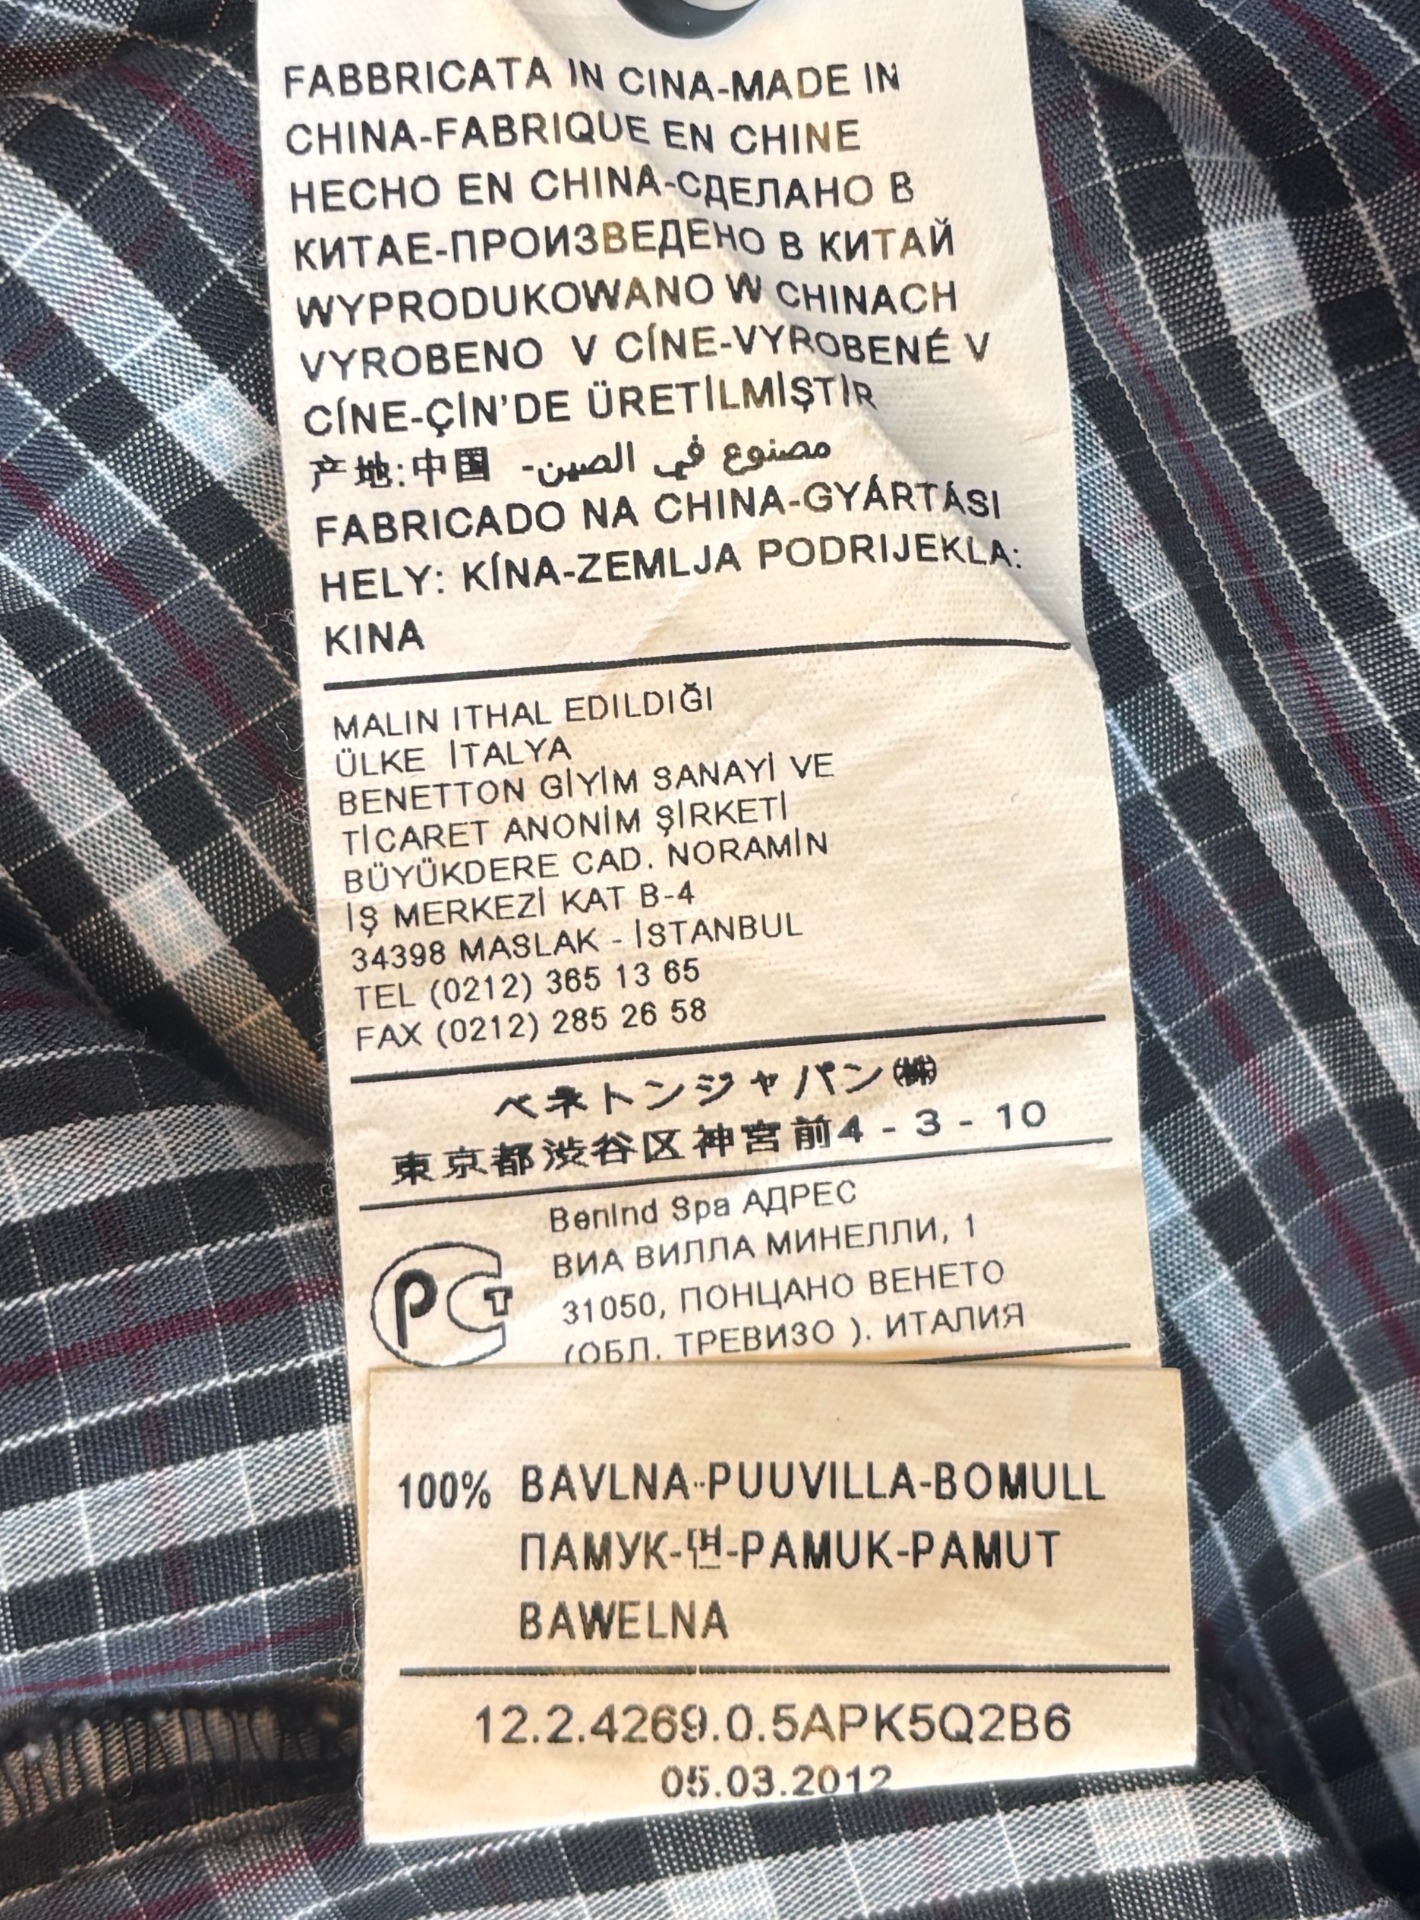 FABBRICATA IN CINA-MADE IN
CHINA-FABRIQUE EN CHINE
HECHO EN CHINA-СДЕЛАНО В
КИТАЕ-ПРОИЗВЕДЕНО В КИТАЙ
WYPRODUKOWANO W CHINACH
VYROBENO V CÍNE-VYROBENÉ V
CÍNE-ÇİN'DE ÜRETİLMİŞTİR
产地:中国 -مصنوع في الصين
FABRICADO NA CHINA-GYÁRTÁSI
HELY: KÍNA-ZEMLJA PODRIJEKLA:
KINA
MALIN ITHAL EDILDIĞI
ÜLKE İTALYA
BENETTON GİYİM SANAYİ VE
TİCARET ANONİM ŞİRKETİ
BÜYÜKDERE CAD. NORAMİN
İŞ MERKEZİ KAT B-4
34398 MASLAK - İSTANBUL
TEL (0212) 365 13 65
FAX (0212) 285 26 58
ベネトンジャパン㈱
東京都渋谷区神宮前4-3-10
BenInd Spa АДРЕС
ВИА ВИЛЛА МИНЕЛЛИ, 1
31050, ПОНЦАНО ВЕНЕТО
(ОБЛ. ТРЕВИЗО ). ИТАЛИЯ
РСТ
100% BAVLNA-PUUVILLA-BOMULL
ПАМУК-면-PAMUK-PAMUT
BAWELNA
12.2.4269.0.5APK5Q2B6
05.03.2012